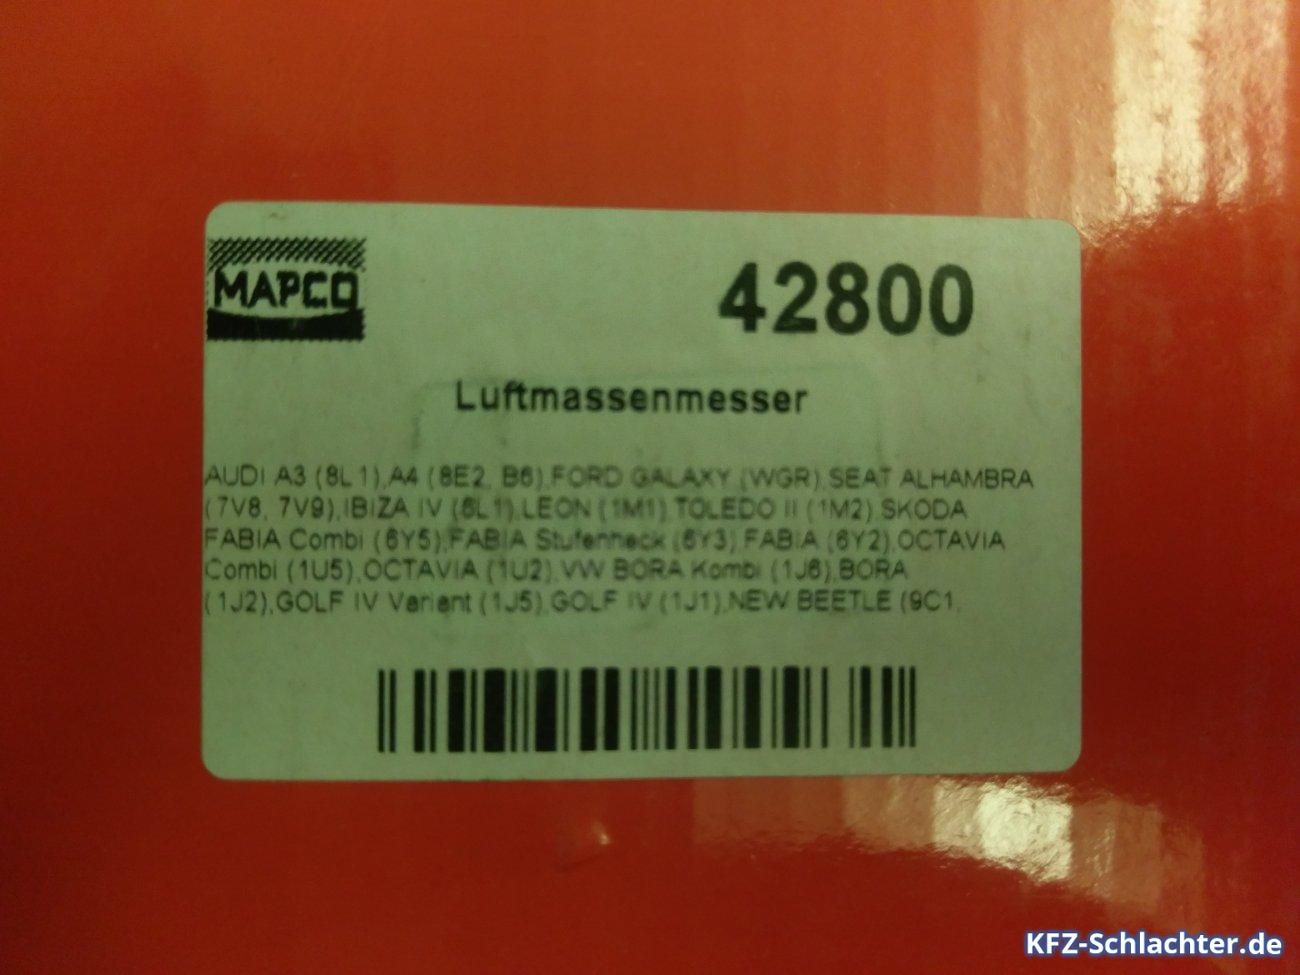 MAPCO
42800
Luftmassenmesser
AUDI A3 (8L1),A4 (8E2, B6),FORD GALAXY (WGR),SEAT ALHAMBRA
(7V8, 7V9),IBIZA IV (6L1),LEON (1M1),TOLEDO II (1M2),SKODA
FABIA Combi (6Y5),FABIA Stufenheck (6Y3),FABIA (6Y2),OCTAVIA
Combi (1U5),OCTAVIA (1U2),VW BORA Kombi (1J6),BORA
(1J2),GOLF IV Variant (1J5),GOLF IV (1J1),NEW BEETLE (9C1,
KFZ-Schlachter.de